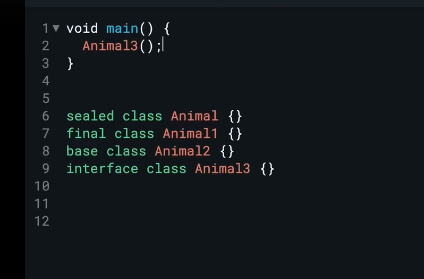 1 void main() {
2 Animal3();
3 }
4
5
6 sealed class Animal {}
7 final class Animal1 {}
8 base class Animal2 {}
9 interface class Animal3 {}
10
11
12